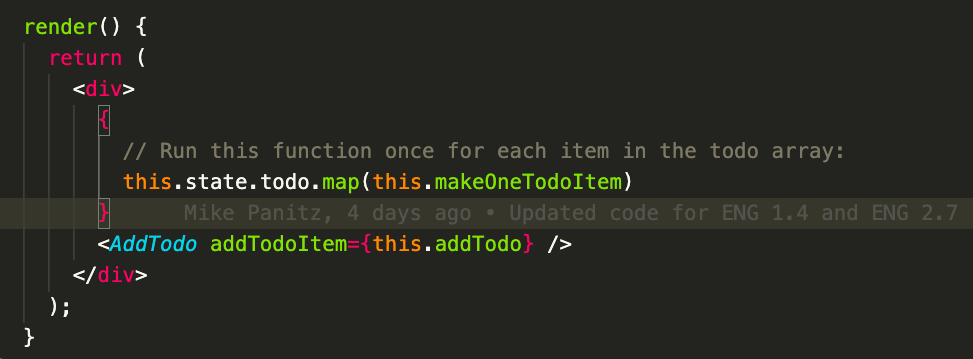 render() {
return (
<div>
{
// Run this function once for each item in the todo array:
this.state.todo.map(this.makeOneTodoItem)
} Mike Panitz, 4 days ago • Updated code for ENG 1.4 and ENG 2.7
<AddTodo addTodoItem={this.addTodo} />
</div>
);
}